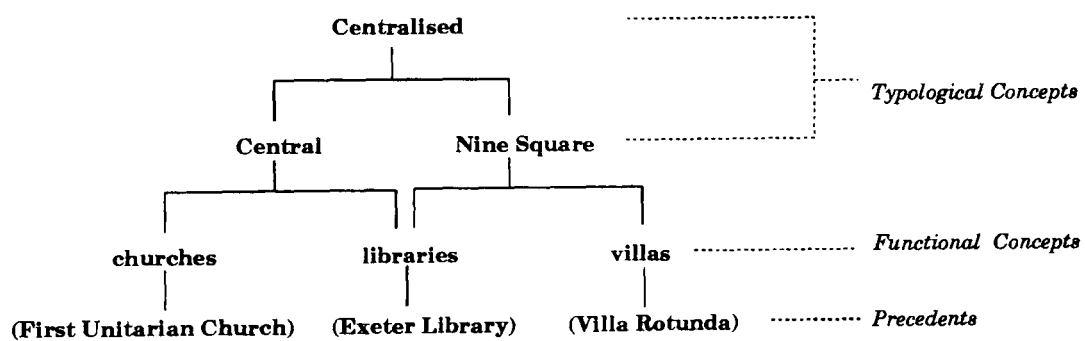 Centralised
Typological Concepts
Central
Nine Square
churches
libraries
villas
Functional Concepts
(First Unitarian Church)
(Exeter Library)
(Villa Rotunda)
Precedents